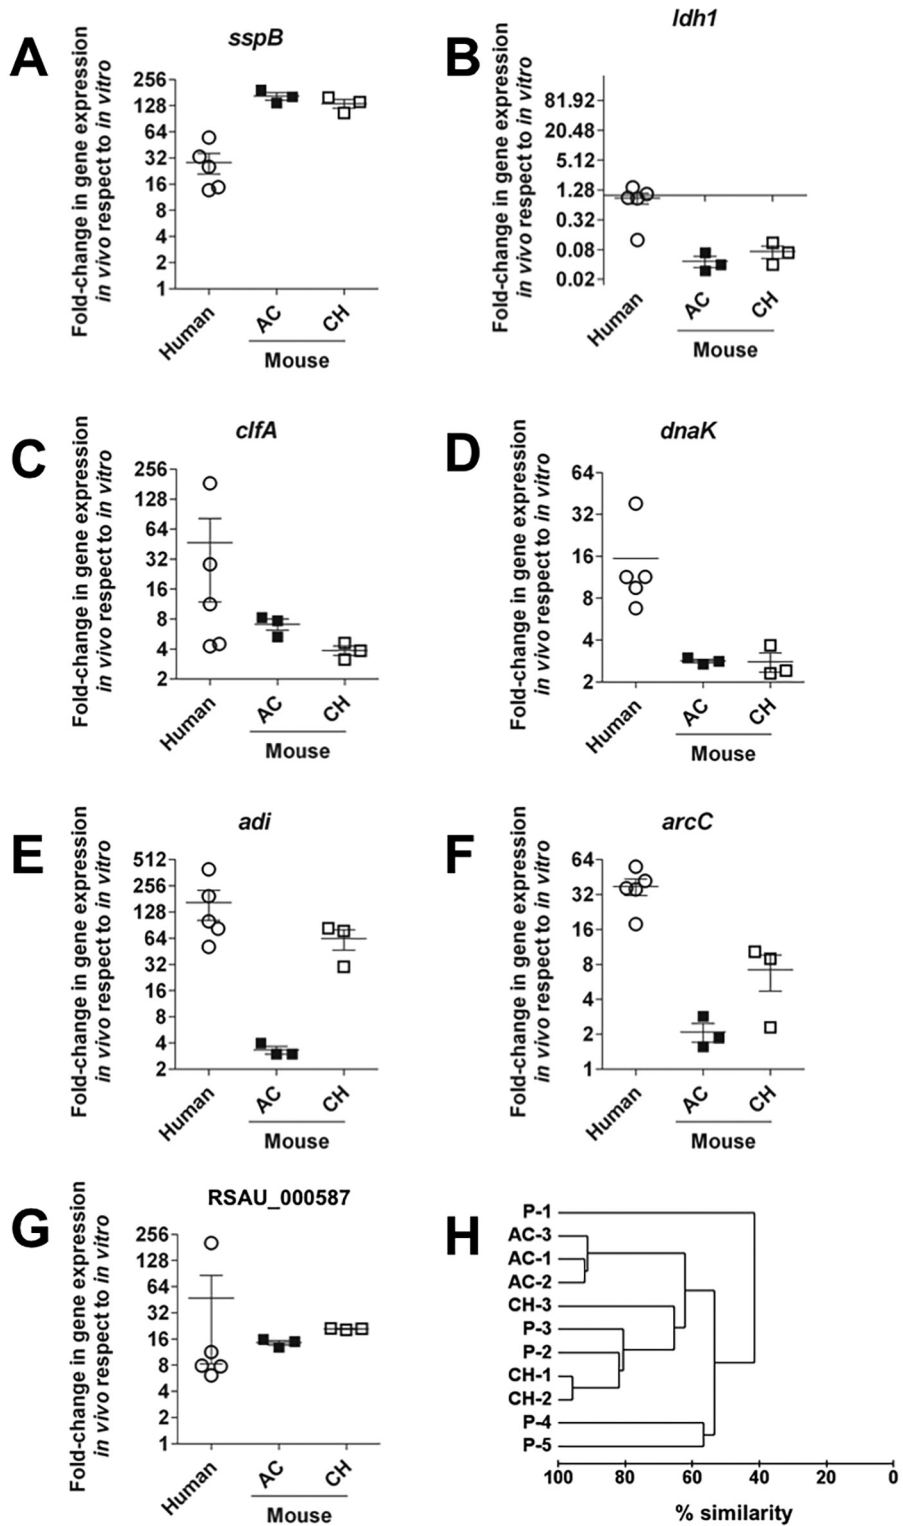 A
sspB
Fold-change in gene expression
in vivo respect to in vitro
256
128
64
32
16
8
4
2
1
Human
AC
CH
Mouse
B
ldh1
Fold-change in gene expression
in vivo respect to in vitro
81.92
20.48
5.12
1.28
0.32
0.08
0.02
Human
AC
CH
Mouse
C
clfA
Fold-change in gene expression
in vivo respect to in vitro
256
128
64
32
16
8
4
2
Human
AC
CH
Mouse
D
dnaK
Fold-change in gene expression
in vivo respect to in vitro
64
32
16
8
4
2
Human
AC
CH
Mouse
E
adi
Fold-change in gene expression
in vivo respect to in vitro
512
256
128
64
32
16
8
4
2
Human
AC
CH
Mouse
F
arcC
Fold-change in gene expression
in vivo respect to in vitro
64
32
16
8
4
2
1
Human
AC
CH
Mouse
G
RSAU_000587
Fold-change in gene expression
in vivo respect to in vitro
256
128
64
32
16
8
4
2
1
Human
AC
CH
Mouse
H
P-1
AC-3
AC-1
AC-2
CH-3
P-3
P-2
CH-1
CH-2
P-4
P-5
100 80 60 40 20 0
% similarity